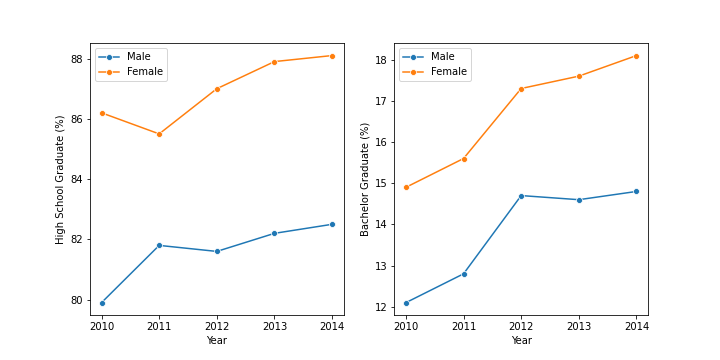 High School Graduate (%)
88
86
84
82
80
Male
Female
2010 2011 2012 2013 2014
Year
Bachelor Graduate (%)
18
17
16
15
14
13
12
Male
Female
2010 2011 2012 2013 2014
Year